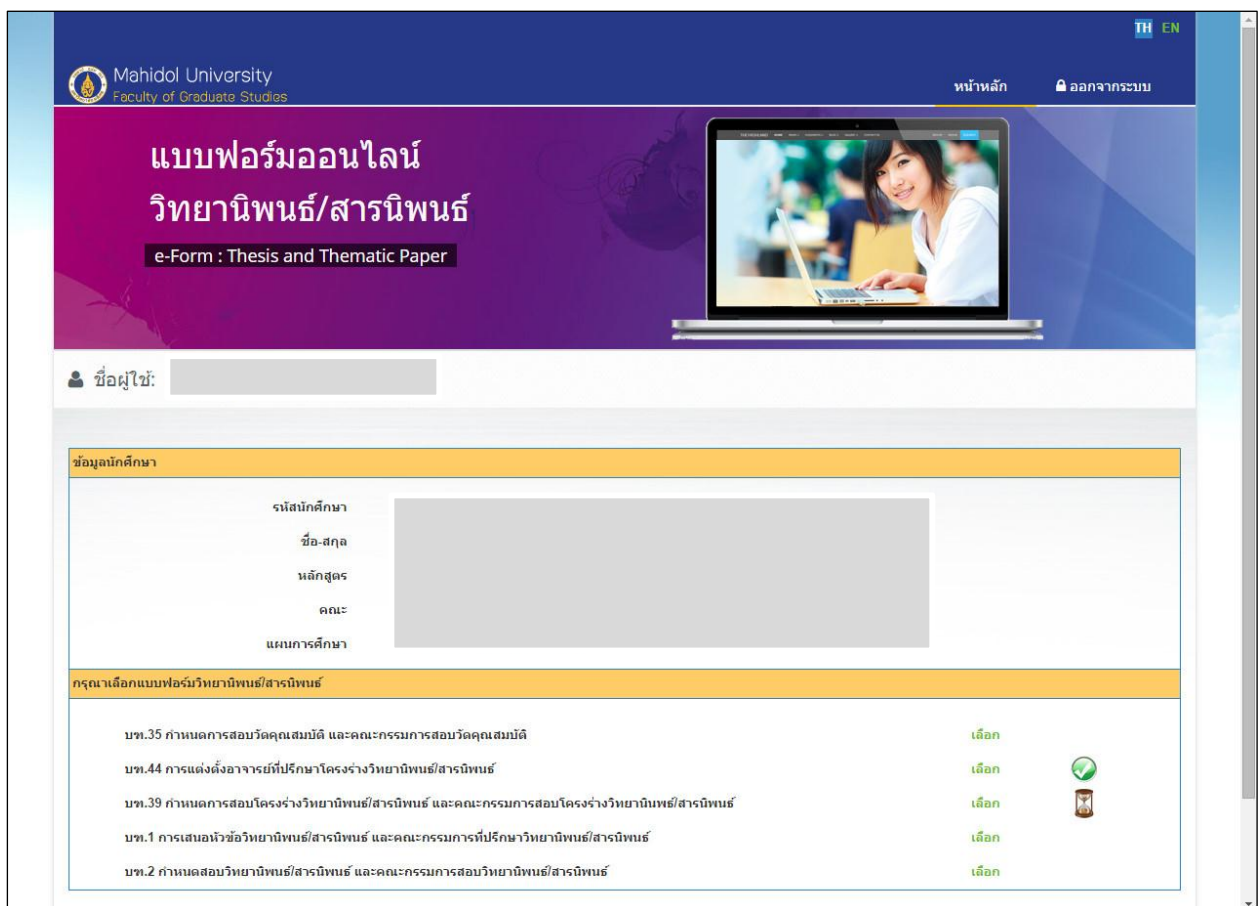 TH EN
Mahidol University
Faculty of Graduate Studies
หน้าหลัก ออกจากระบบ
แบบฟอร์มออนไลน์
วิทยานิพนธ์/สารนิพนธ์
e-Form : Thesis and Thematic Paper
ชื่อผู้ใช้:
ข้อมูลนักศึกษา
รหัสนักศึกษา
ชื่อ-สกุล
หลักสูตร
คณะ
แผนการศึกษา
กรุณาเลือกแบบฟอร์มวิทยานิพนธ์/สารนิพนธ์
บฑ.35 กำหนดการสอบวัดคุณสมบัติ และคณะกรรมการสอบวัดคุณสมบัติ เลือก
บฑ.44 การแต่งตั้งอาจารย์ที่ปรึกษาโครงร่างวิทยานิพนธ์/สารนิพนธ์ เลือก
บฑ.39 กำหนดการสอบโครงร่างวิทยานิพนธ์/สารนิพนธ์ และคณะกรรมการสอบโครงร่างวิทยานินพธ์/สารนิพนธ์ เลือก
บฑ.1 การเสนอหัวข้อวิทยานิพนธ์/สารนิพนธ์ และคณะกรรมการที่ปรึกษาวิทยานิพนธ์/สารนิพนธ์ เลือก
บฑ.2 กำหนดสอบวิทยานิพนธ์/สารนิพนธ์ และคณะกรรมการสอบวิทยานิพนธ์/สารนิพนธ์ เลือก